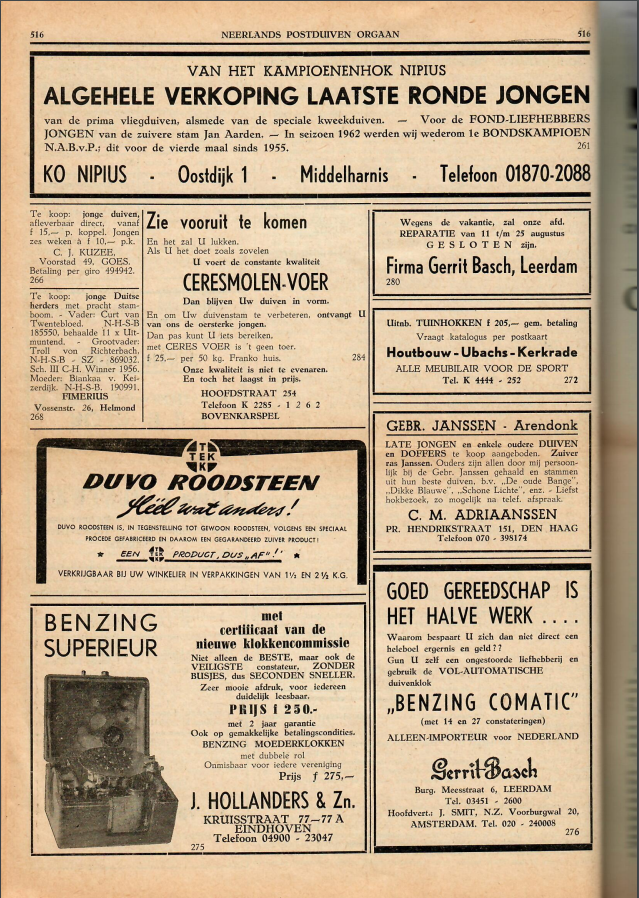 516 NEERLANDS POSTDUIVEN ORGAAN 516
VAN HET KAMPIOENENHOK NIPIUS
ALGEHELE VERKOPING LAATSTE RONDE JONGEN
van de prima vliegduiven, alsmede van de speciale kweekduiven. — Voor de FOND-LIEFHEBBERS
JONGEN van de zuivere stam Jan Aarden. — In seizoen 1962 werden wij wederom 1e BONDSKAMPIOEN
N.A.B.v.P.; dit voor de vierde maal sinds 1955. 261
KO NIPIUS - Oostdijk 1 - Middelharnis - Telefoon 01870-2088
Te koop: jonge duiven,
afleverbaar direct, vanaf
f 15,— p. koppel. Jongen
zes weken à f 10,— p.k.
C. J. KUZEE,
Voorstad 49, GOES.
Betaling per giro 494942.
266
Te koop: jonge Duitse
herders met pracht stam-
boom. - Vader: Curt van
Twentebloed. N-H-S-B
185550, behaalde 11 x Uit-
muntend. - Grootvader:
Troll von Richterbach,
N-H-S-B - SZ - 869032.
Sch. III C-H. Winner 1956.
Moeder: Biankaa v. Kei-
zerdijk. N-H-S-B. 190991.
FIMERIUS
Vossenstr. 26, Helmond
268
Zie vooruit te komen
En het zal U lukken.
Als U het doet zoals zovelen
U voert de constante kwaliteit
CERESMOLEN-VOER
Dan blijven Uw duiven in vorm.
En om Uw duivenstam te verbeteren, ontvangt U
van ons de oersterke jongen.
Dan pas kunt U iets bereiken.
met CERES VOER is 't geen toer.
f 25,— per 50 kg. Franko huis. 284
Onze kwaliteit is niet te evenaren.
En toch het laagst in prijs.
HOOFDSTRAAT 254
Telefoon K 2285 - 1 2 6 2
BOVENKARSPEL
Wegens de vakantie, zal onze afd.
REPARATIE van 11 t/m 25 augustus
GESLOTEN zijn.
Firma Gerrit Basch, Leerdam
280
Uitnb. TUINHOKKEN f 205,— gem. betaling
Vraagt katalogus per postkaart
Houtbouw-Ubachs-Kerkrade
ALLE MEUBILAIR VOOR DE SPORT
Tel. K 4444 - 252 272
GEBR. JANSSEN - Arendonk
LATE JONGEN en enkele oudere DUIVEN
en DOFFERS te koop aangeboden. Zuiver
ras Janssen. Ouders zijn allen door mij persoon-
lijk bij de Gebr. Janssen gehaald en stammen
uit hun beste duiven. b.v. „De oude Bange",
„Dikke Blauwe", „Schone Lichte", enz. - Liefst
hokbezoek, zo mogelijk na telef. afspraak.
C. M. ADRIAANSSEN
PR. HENDRIKSTRAAT 151, DEN HAAG
Telefoon 070 - 398174
TEK
DUVO ROODSTEEN
Héél wat anders!
DUVO ROODSTEEN IS, IN TEGENSTELLING TOT GEWOON ROODSTEEN, VOLGENS EEN SPECIAAL
PROCEDE GEFABRICEERD EN DAAROM EEN GEGARANDEERD ZUIVER PRODUCT!
* EEN TEK PRODUCT, DUS „AF"! *
VERKRIJGBAAR BIJ UW WINKELIER IN VERPAKKINGEN VAN 1½ EN 2½ K.G.
BENZING
SUPERIEUR
met
certificaat van de
nieuwe klokkencommissie
Niet alleen de BESTE, maar ook de
VEILIGSTE constateur, ZONDER
BUSJES, dus SECONDEN SNELLER.
Zeer mooie afdruk, voor iedereen
duidelijk leesbaar.
PRIJS f 250.-
met 2 jaar garantie
Ook op gemakkelijke betalingscondities.
BENZING MOEDERKLOKKEN
met dubbele rol
Onmisbaar voor iedere vereniging
Prijs f 275,—
J. HOLLANDERS & Zn.
KRUISSTRAAT 77—77 A
EINDHOVEN
Telefoon 04900 - 23047
275
GOED GEREEDSCHAP IS
HET HALVE WERK . . . .
Waarom bespaart U zich dan niet direct een
heleboel ergernis en geld??
Gun U zelf een ongestoorde liefhebberij en
gebruik de VOL-AUTOMATISCHE
duivenklok
„BENZING COMATIC"
(met 14 en 27 constateringen)
ALLEEN-IMPORTEUR voor NEDERLAND
Gerrit Basch
Burg. Meesstraat 6, LEERDAM
Tel. 03451 - 2600
Hoofdvert.: J. SMIT, N.Z. Voorburgwal 20,
AMSTERDAM. Tel. 020 - 240008
276